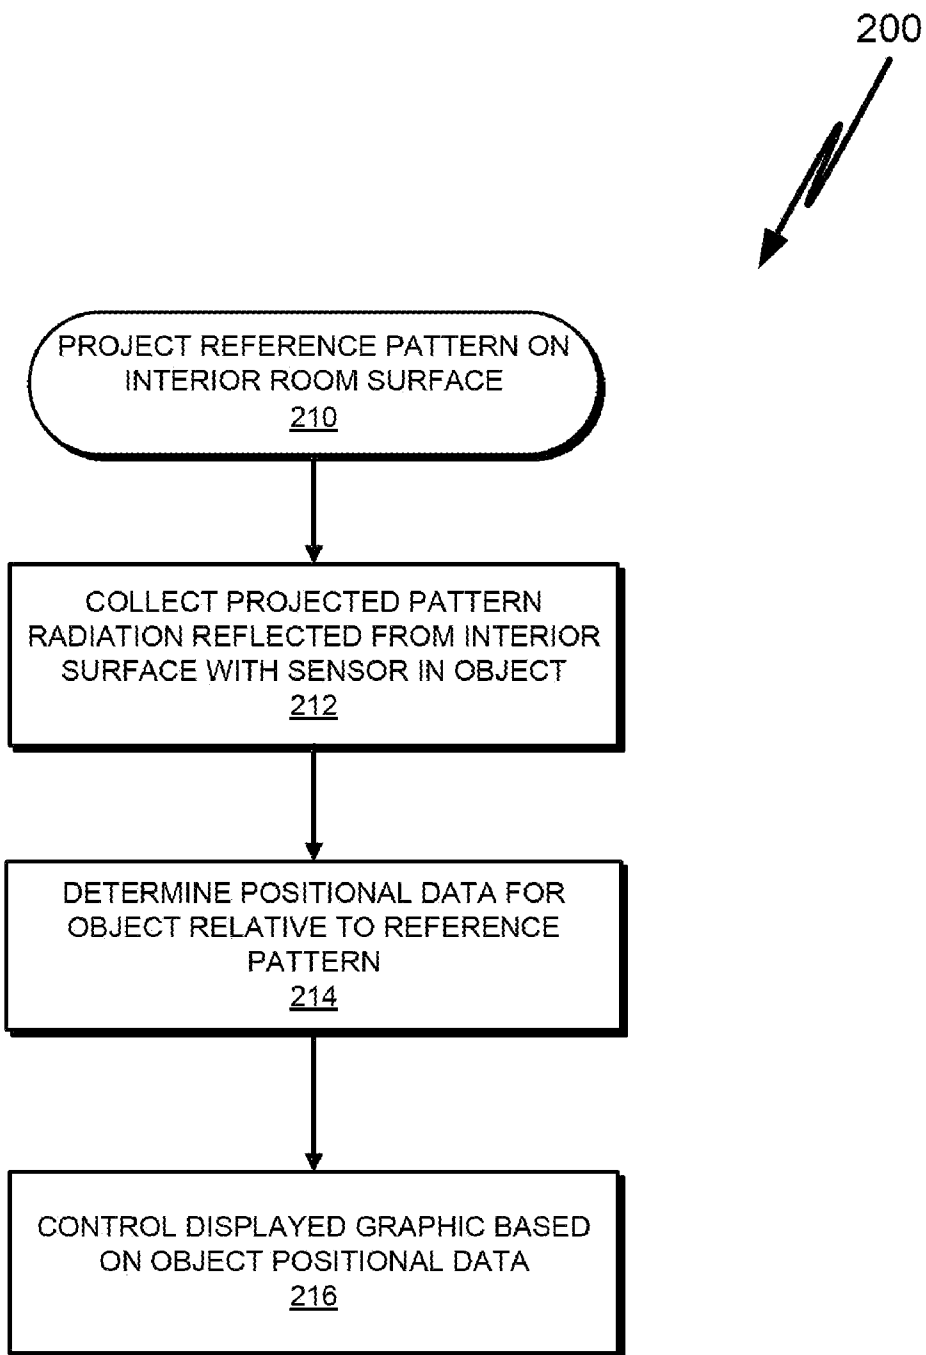 200
PROJECT REFERENCE PATTERN ON
INTERIOR ROOM SURFACE
210
COLLECT PROJECTED PATTERN
RADIATION REFLECTED FROM INTERIOR
SURFACE WITH SENSOR IN OBJECT
212
DETERMINE POSITIONAL DATA FOR
OBJECT RELATIVE TO REFERENCE
PATTERN
214
CONTROL DISPLAYED GRAPHIC BASED
ON OBJECT POSITIONAL DATA
216